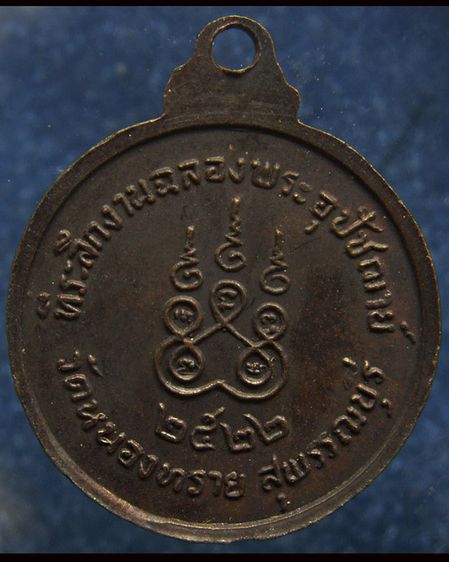 ที่ระลึกงานฉลองพระอุปัชฌาย์
๒๕๒๒
วัดหนองทราย สุพรรณบุรี